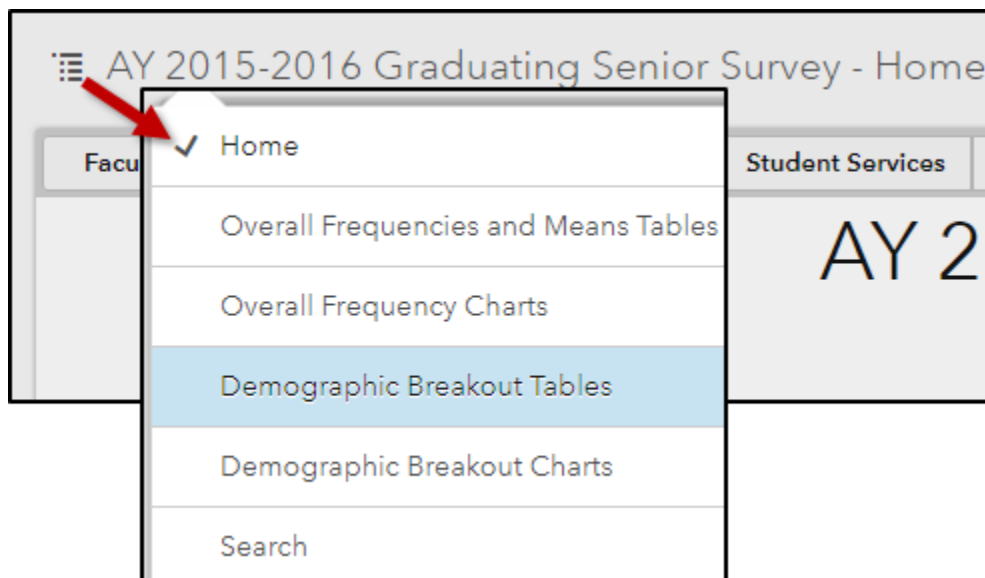 AY 2015-2016 Graduating Senior Survey - Home
Facu
Home
Student Services
Overall Frequencies and Means Tables
AY 2
Overall Frequency Charts
Demographic Breakout Tables
Demographic Breakout Charts
Search